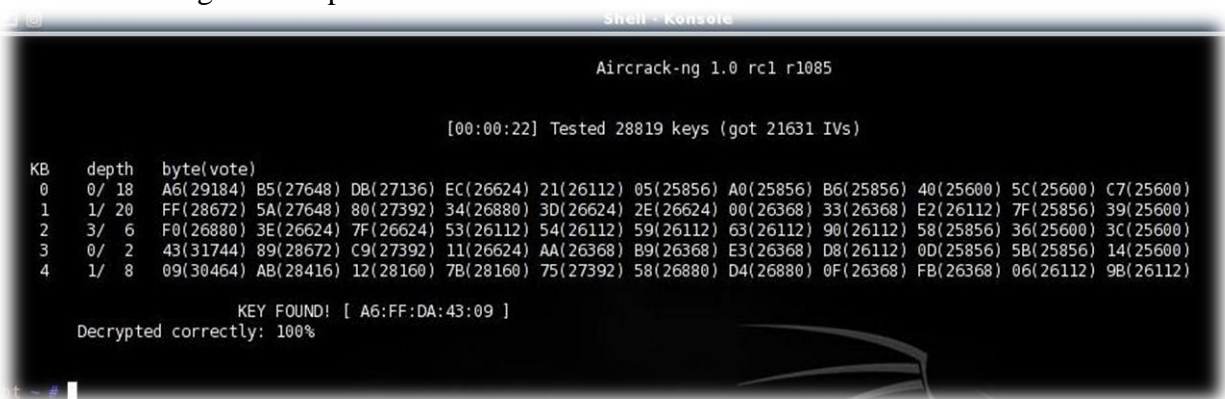 Shell - Konsole
Aircrack-ng 1.0 rc1 r1085
[00:00:22] Tested 28819 keys (got 21631 IVs)
KB depth byte(vote)
0 0/ 18 A6(29184) B5(27648) DB(27136) EC(26624) 21(26112) 05(25856) A0(25856) B6(25856) 40(25600) 5C(25600) C7(25600)
1 1/ 20 FF(28672) 5A(27648) 80(27392) 34(26880) 3D(26624) 2E(26624) 00(26368) 33(26368) E2(26112) 7F(25856) 39(25600)
2 3/ 6 F0(26880) 3E(26624) 7F(26624) 53(26112) 54(26112) 59(26112) 63(26112) 90(26112) 58(25856) 36(25600) 3C(25600)
3 0/ 2 43(31744) 89(28672) C9(27392) 11(26624) AA(26368) B9(26368) E3(26368) D8(26112) 0D(25856) 5B(25856) 14(25600)
4 1/ 8 09(30464) AB(28416) 12(28160) 7B(28160) 75(27392) 58(26880) D4(26880) 0F(26368) FB(26368) 06(26112) 9B(26112)
KEY FOUND! [ A6:FF:DA:43:09 ]
Decrypted correctly: 100%
~ #